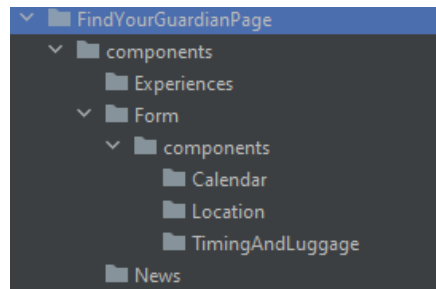 FindYourGuardianPage
components
Experiences
Form
components
Calendar
Location
TimingAndLuggage
News